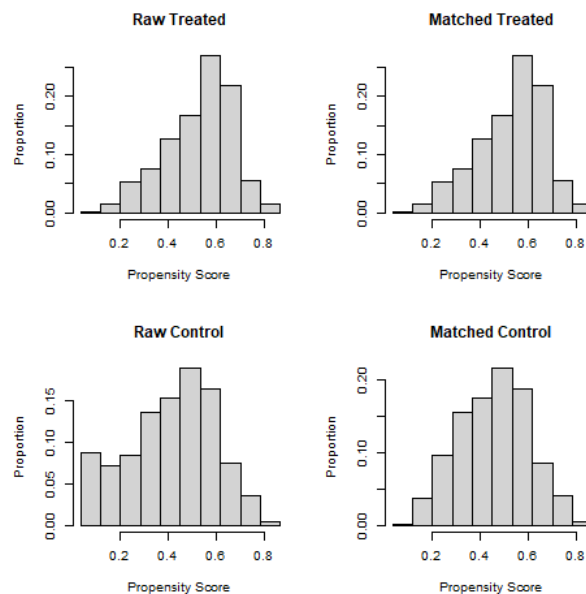 Raw Treated
Proportion
0.00 0.10 0.20
0.2 0.4 0.6 0.8
Propensity Score
Matched Treated
Proportion
0.00 0.10 0.20
0.2 0.4 0.6 0.8
Propensity Score
Raw Control
Proportion
0.00 0.05 0.10 0.15
0.2 0.4 0.6 0.8
Propensity Score
Matched Control
Proportion
0.00 0.10 0.20
0.2 0.4 0.6 0.8
Propensity Score